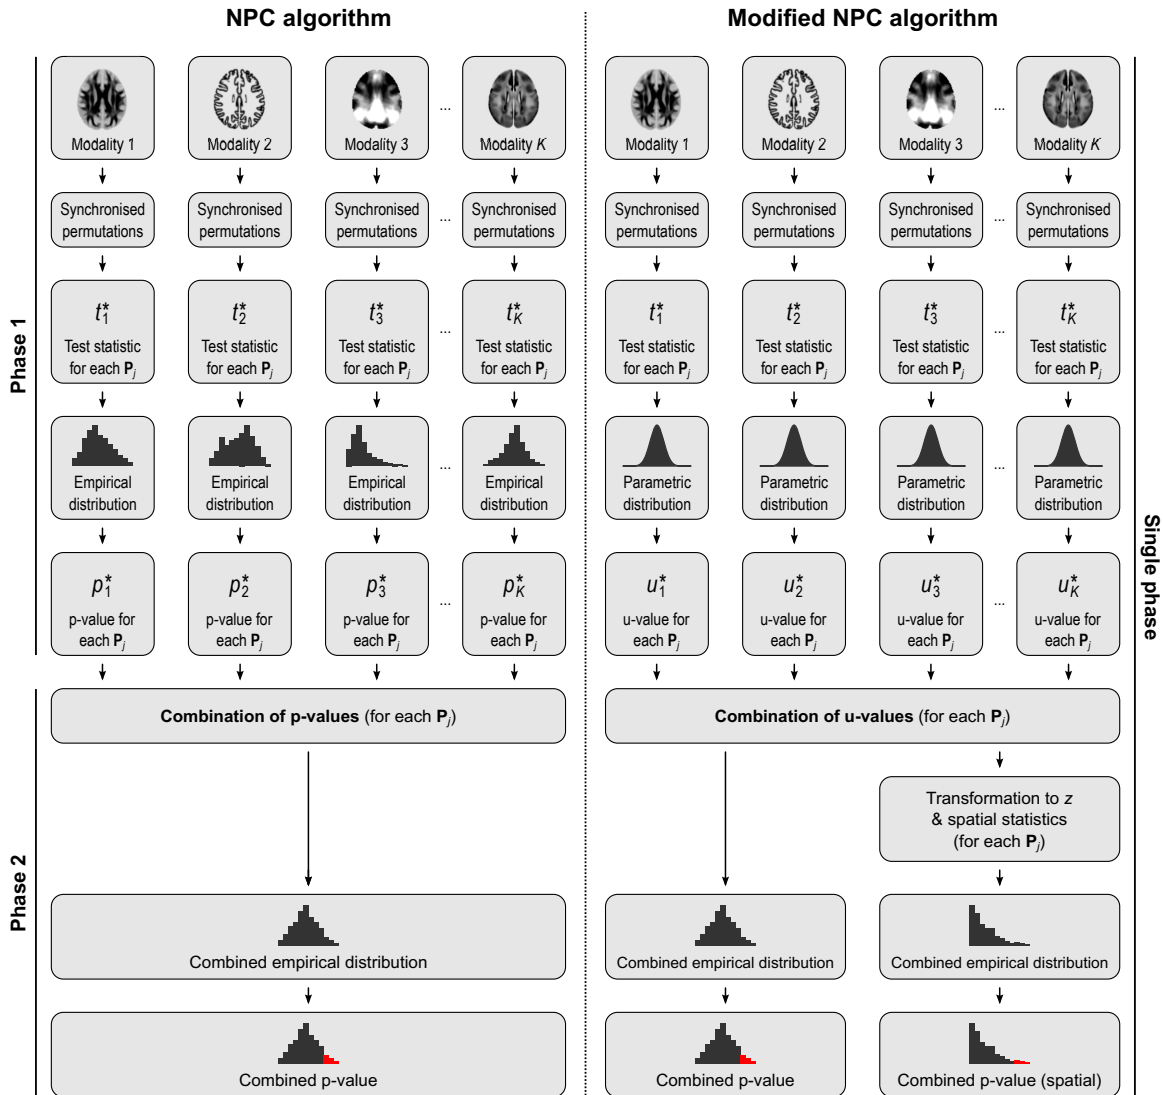 NPC algorithm
Modified NPC algorithm
Modality 1
Modality 2
Modality 3
...
Modality K
Modality 1
Modality 2
Modality 3
...
Modality K
Synchronised
permutations
Synchronised
permutations
Synchronised
permutations
...
Synchronised
permutations
Synchronised
permutations
Synchronised
permutations
Synchronised
permutations
...
Synchronised
permutations
Phase 1
t*1
Test statistic
for each Pj
t*2
Test statistic
for each Pj
t*3
Test statistic
for each Pj
...
t*K
Test statistic
for each Pj
t*1
Test statistic
for each Pj
t*2
Test statistic
for each Pj
t*3
Test statistic
for each Pj
...
t*K
Test statistic
for each Pj
Empirical
distribution
Empirical
distribution
Empirical
distribution
...
Empirical
distribution
Parametric
distribution
Parametric
distribution
Parametric
distribution
...
Parametric
distribution
Single phase
p*1
p-value for
each Pj
p*2
p-value for
each Pj
p*3
p-value for
each Pj
...
p*K
p-value for
each Pj
u*1
u-value for
each Pj
u*2
u-value for
each Pj
u*3
u-value for
each Pj
...
u*K
u-value for
each Pj
Phase 2
Combination of p-values (for each Pj)
Combination of u-values (for each Pj)
Transformation to z
& spatial statistics
(for each Pj)
Combined empirical distribution
Combined empirical distribution
Combined empirical distribution
Combined p-value
Combined p-value
Combined p-value (spatial)